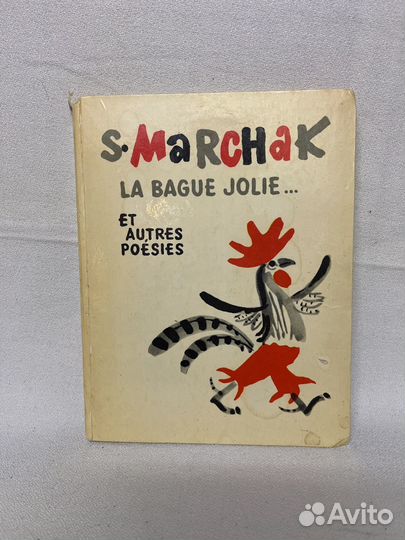 S. MARCHAK
LA BAGUE JOLIE...
ET
AUTRES
POÉSIES
Avito